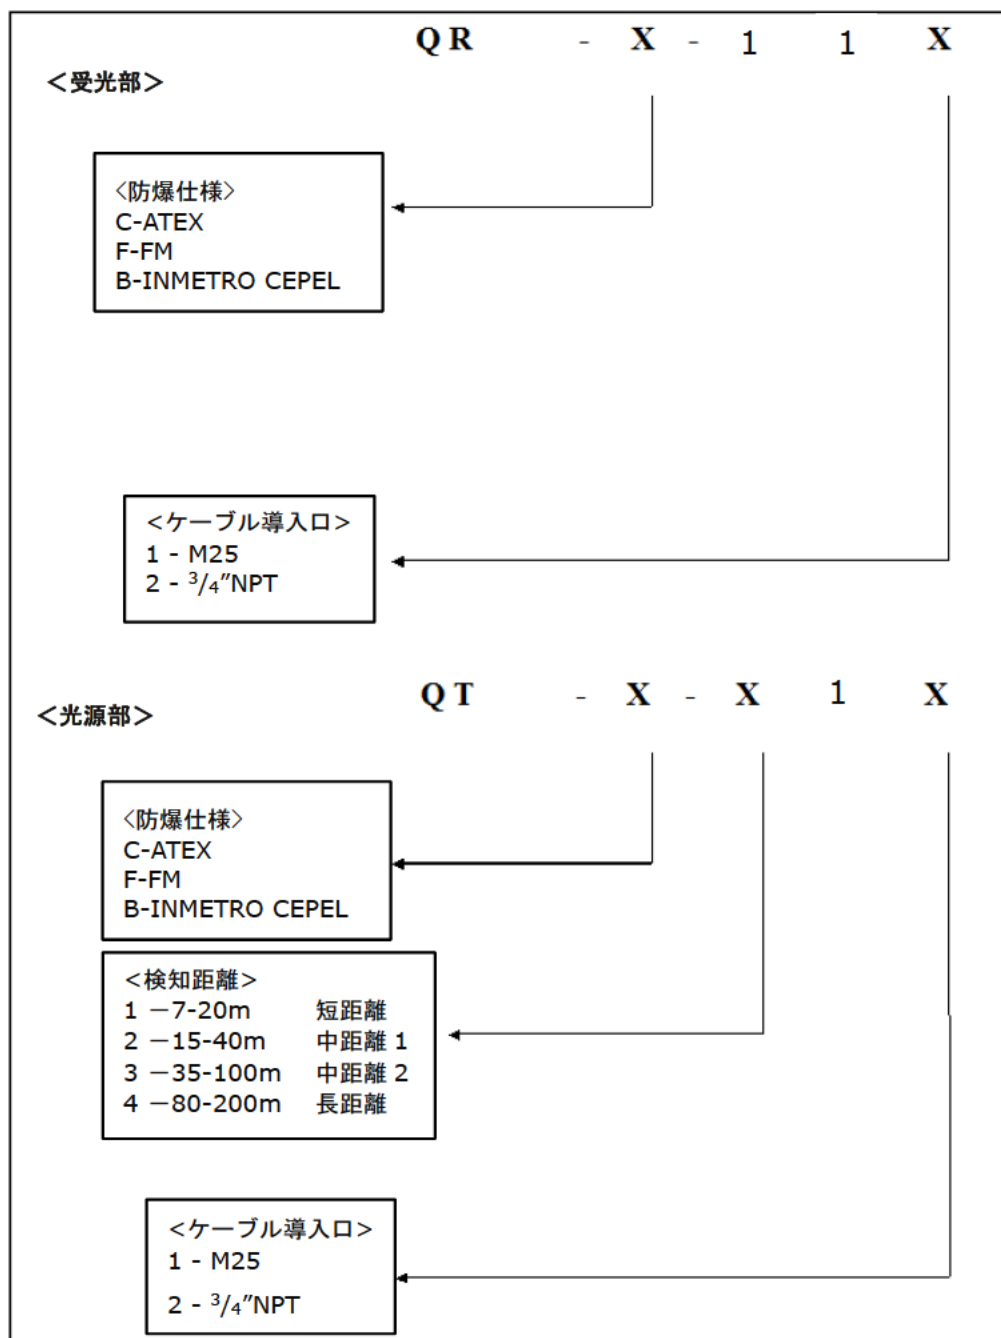 QR - X - 1 1 X
＜受光部＞
〈防爆仕様〉
C-ATEX
F-FM
B-INMETRO CEPEL
＜ケーブル導入口＞
1 - M25
2 - ³/₄″NPT
QT - X - X 1 X
＜光源部＞
〈防爆仕様〉
C-ATEX
F-FM
B-INMETRO CEPEL
＜検知距離＞
1 －7-20m 短距離
2 －15-40m 中距離 1
3 －35-100m 中距離 2
4 －80-200m 長距離
＜ケーブル導入口＞
1 - M25
2 - ³/₄″NPT